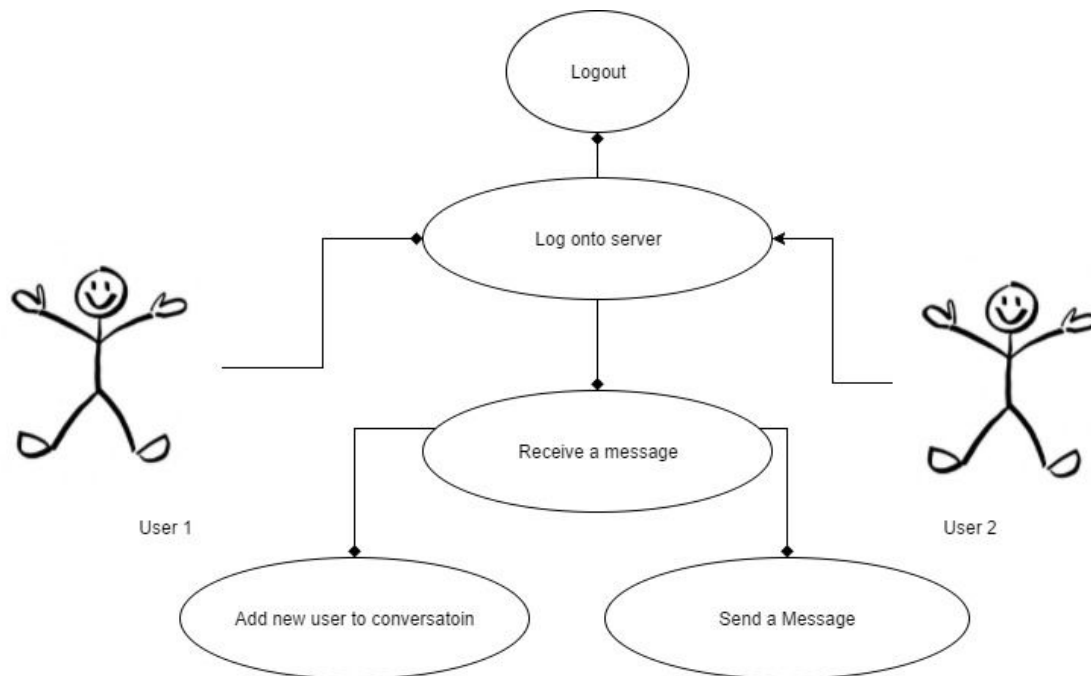 Logout
Log onto server
Receive a message
User 1
User 2
Add new user to conversatoin
Send a Message